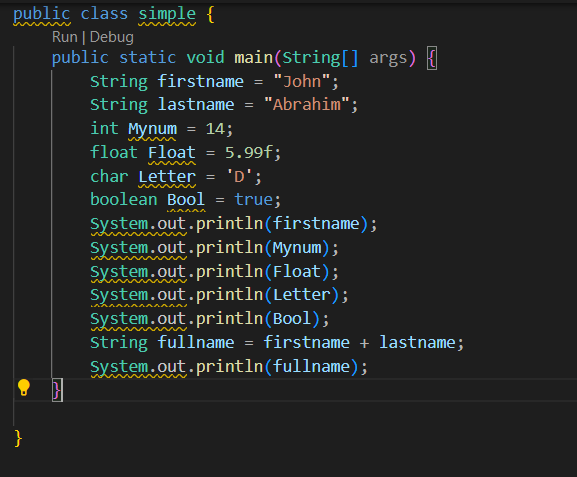 public class simple {
Run | Debug
public static void main(String[] args) {
String firstname = "John";
String lastname = "Abrahim";
int Mynum = 14;
float Float = 5.99f;
char Letter = 'D';
boolean Bool = true;
System.out.println(firstname);
System.out.println(Mynum);
System.out.println(Float);
System.out.println(Letter);
System.out.println(Bool);
String fullname = firstname + lastname;
System.out.println(fullname);
}
}